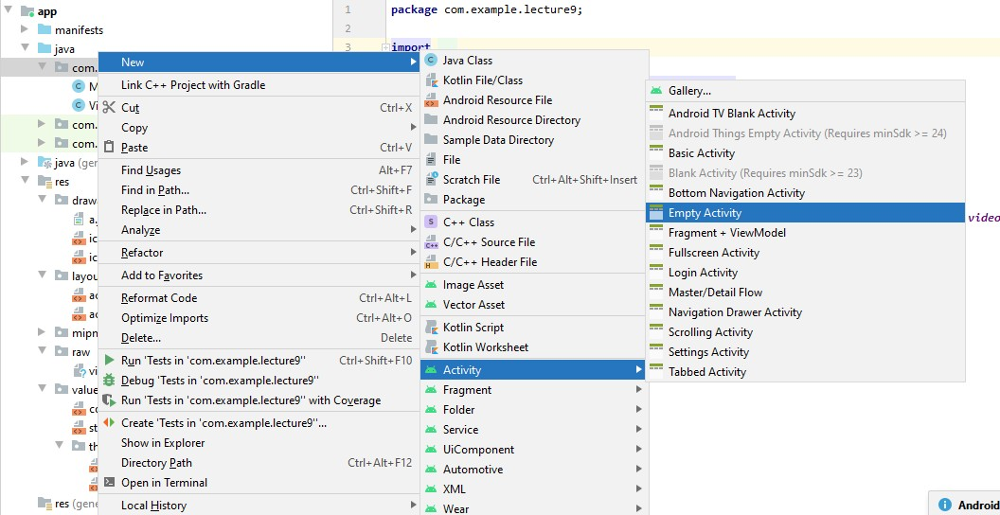 app
manifests
java
com.
com.
com.
java (gen
res
draw
a.
ic
ic
layou
ac
ac
mipn
raw
vi
value
co
st
th
res (gene
1
2
3
package com.example.lecture9;
import
video
New
Link C++ Project with Gradle
Cut Ctrl+X
Copy
Paste Ctrl+V
Find Usages Alt+F7
Find in Path... Ctrl+Shift+F
Replace in Path... Ctrl+Shift+R
Analyze
Refactor
Add to Favorites
Reformat Code Ctrl+Alt+L
Optimize Imports Ctrl+Alt+O
Delete... Delete
Run 'Tests in 'com.example.lecture9'' Ctrl+Shift+F10
Debug 'Tests in 'com.example.lecture9''
Run 'Tests in 'com.example.lecture9'' with Coverage
Create 'Tests in 'com.example.lecture9''...
Show in Explorer
Directory Path Ctrl+Alt+F12
Open in Terminal
Local History
Java Class
Kotlin File/Class
Android Resource File
Android Resource Directory
Sample Data Directory
File
Scratch File Ctrl+Alt+Shift+Insert
Package
C++ Class
C/C++ Source File
C/C++ Header File
Image Asset
Vector Asset
Kotlin Script
Kotlin Worksheet
Activity
Fragment
Folder
Service
UiComponent
Automotive
XML
Wear
Gallery...
Android TV Blank Activity
Android Things Empty Activity (Requires minSdk >= 24)
Basic Activity
Blank Activity (Requires minSdk >= 23)
Bottom Navigation Activity
Empty Activity
Fragment + ViewModel
Fullscreen Activity
Login Activity
Master/Detail Flow
Navigation Drawer Activity
Scrolling Activity
Settings Activity
Tabbed Activity
Android